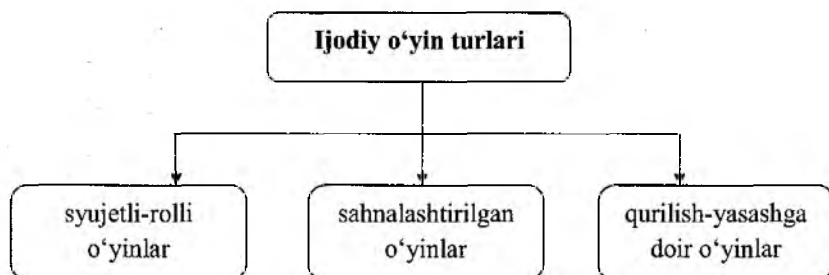 Ijodiy o‘yin turlari
syujetli-rolli
o‘yinlar
sahnalashtirilgan
o‘yinlar
qurilish-yasashga
doir o‘yinlar